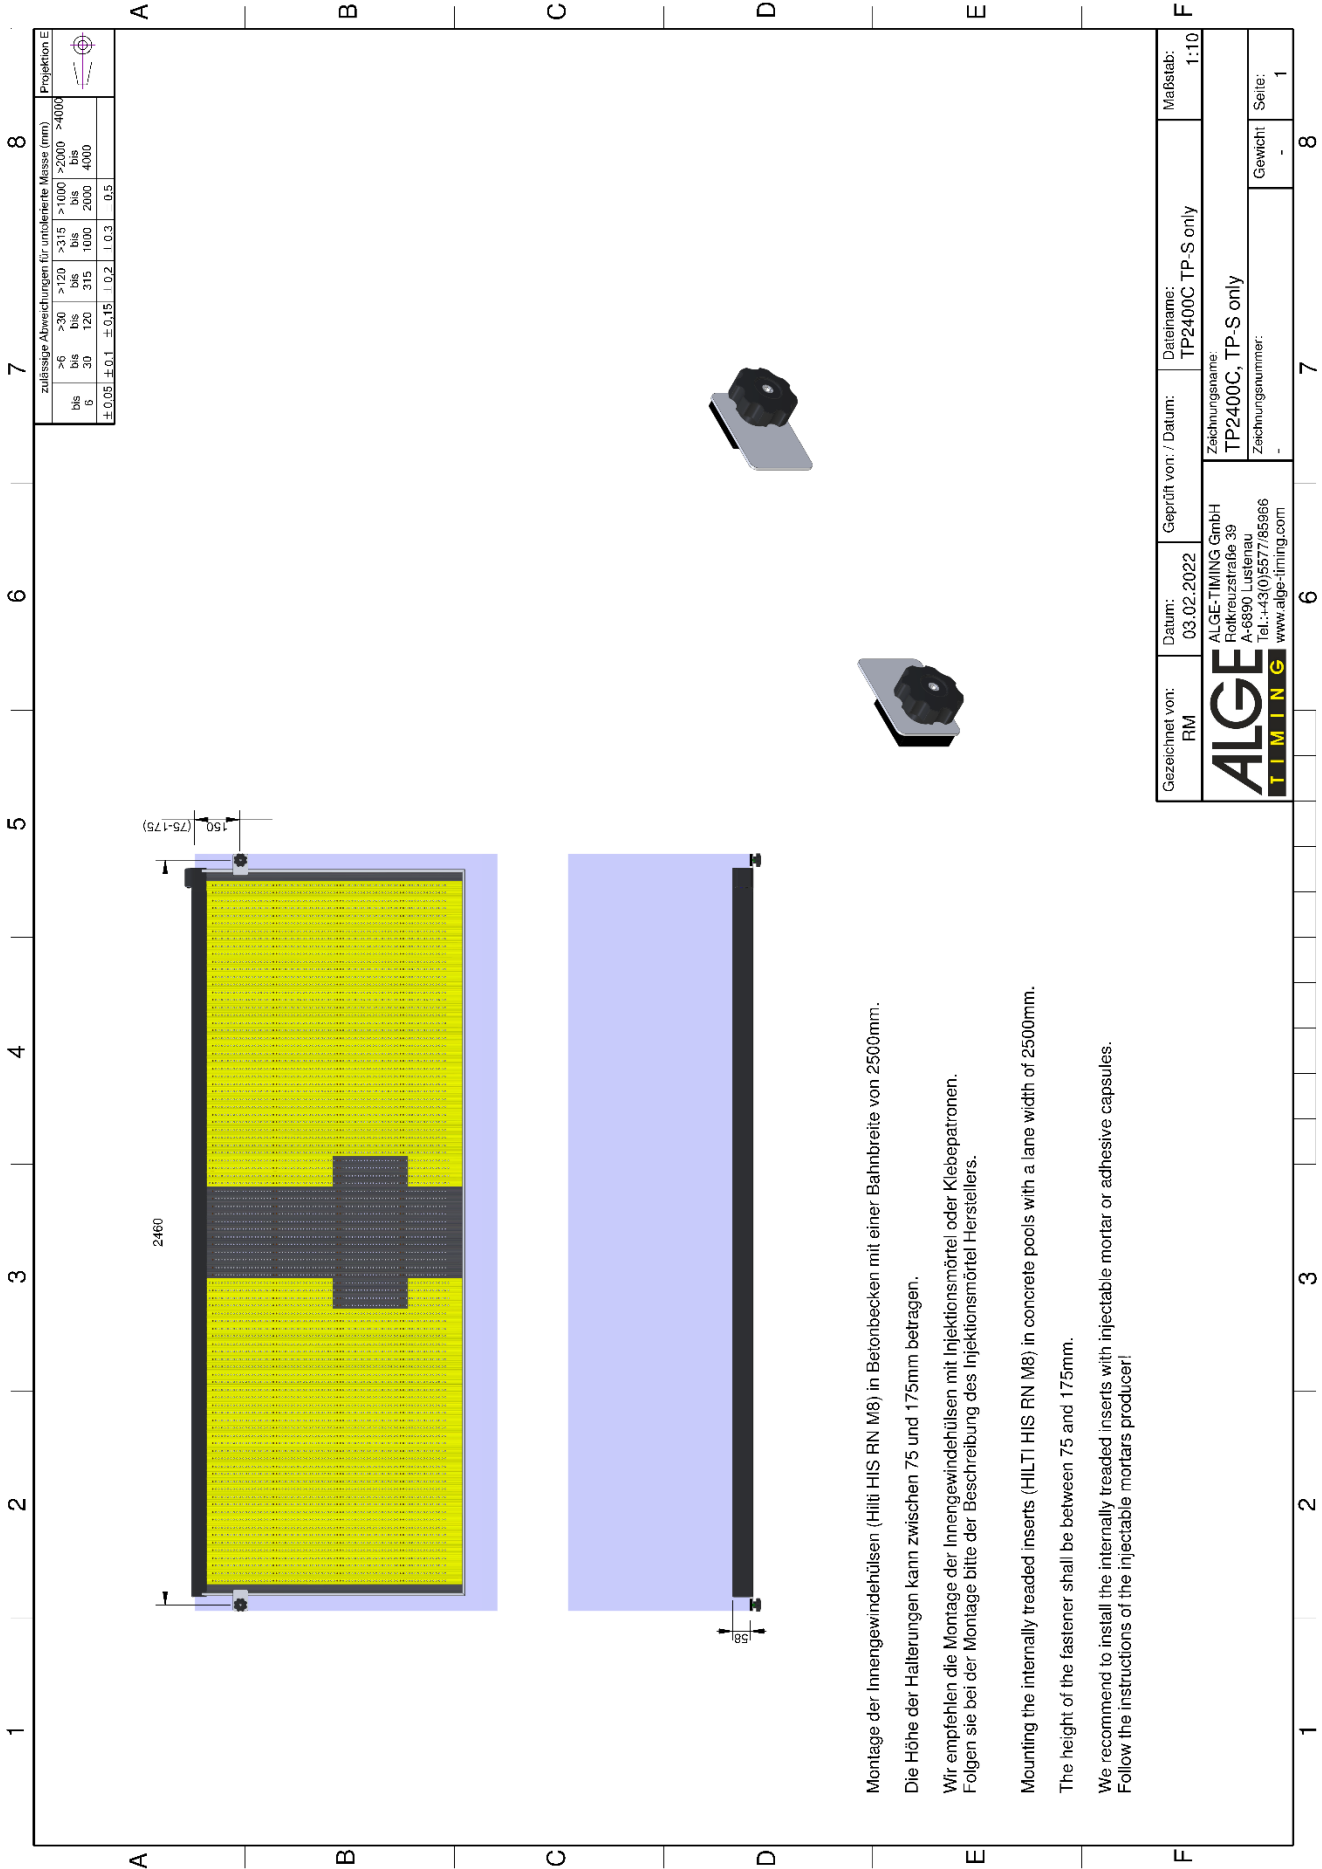 1 2 3 4 5 6 7 8
A
B
C
D
E
F
zulässige Abweichungen für untolerierte Masse (mm)
Projektion E
bis 6
>6 bis 30
>30 bis 120
>120 bis 315
>315 bis 1000
>1000 bis 2000
>2000 bis 4000
>4000
± 0,05
± 0,1
± 0,15
0,2
0,3
0,5
2460
150
(75-175)
58
Montage der Innengewindehülsen (Hilti HIS RN M8) in Betonbecken mit einer Bahnbreite von 2500mm.
Die Höhe der Halterungen kann zwischen 75 und 175mm betragen.
Wir empfehlen die Montage der Innengewindehülsen mit Injektionsmörtel oder Klebepatronen.
Folgen sie bei der Montage bitte der Beschreibung des Injektionsmörtel Herstellers.
Mounting the internally treaded inserts (HILTI HIS RN M8) in concrete pools with a lane width of 2500mm.
The height of the fastener shall be between 75 and 175mm.
We recommend to install the internally treaded inserts with injectable mortar or adhesive capsules.
Follow the instructions of the injectable mortars producer!
Gezeichnet von:
RM
Datum:
03.02.2022
Geprüft von: / Datum:
Dateiname:
TP2400C TP-S only
Maßstab:
1:10
ALGE
TIMING
ALGE-TIMING GmbH
Rotkreuzstraße 39
A-6890 Lustenau
Tel.:+43(0)5577/85966
www.alge-timing.com
Zeichnungsname:
TP2400C, TP-S only
Zeichnungsnummer:
-
Gewicht
-
Seite:
1
A
B
C
D
E
F
1 2 3 4 5 6 7 8